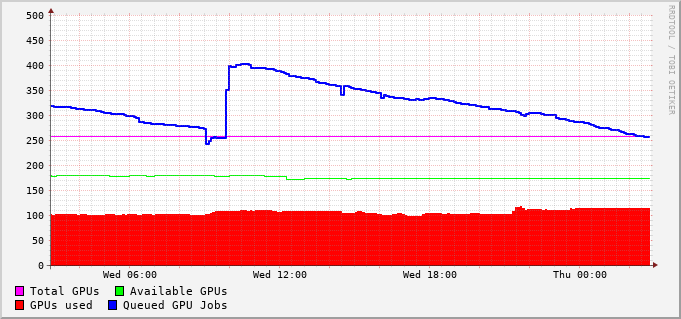 RRDTOOL / TOBI OETIKER
500
450
400
350
300
250
200
150
100
50
0
Wed 06:00 Wed 12:00 Wed 18:00 Thu 00:00
Total GPUs Available GPUs
GPUs used Queued GPU Jobs